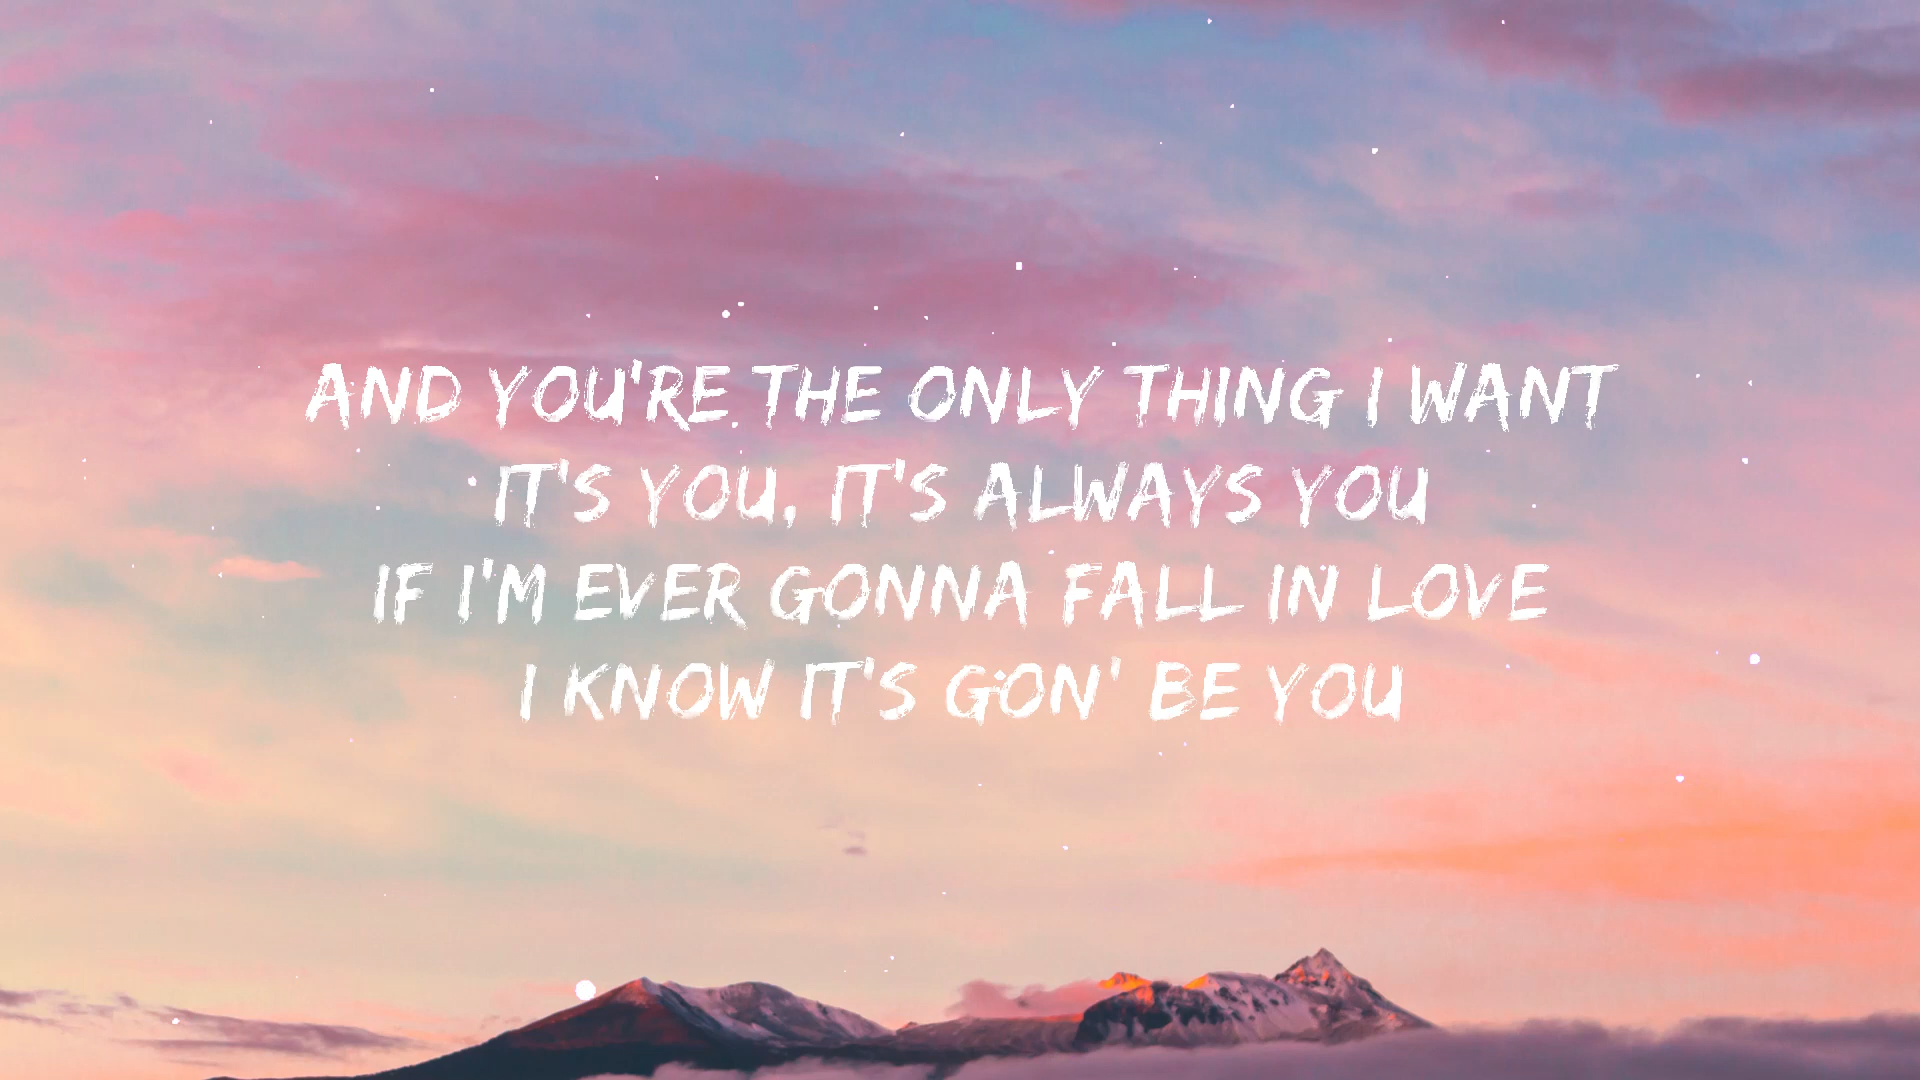 AND YOU'RE THE ONLY THING I WANT
IT'S YOU, IT'S ALWAYS YOU
IF I'M EVER GONNA FALL IN LOVE
I KNOW IT'S GON' BE YOU